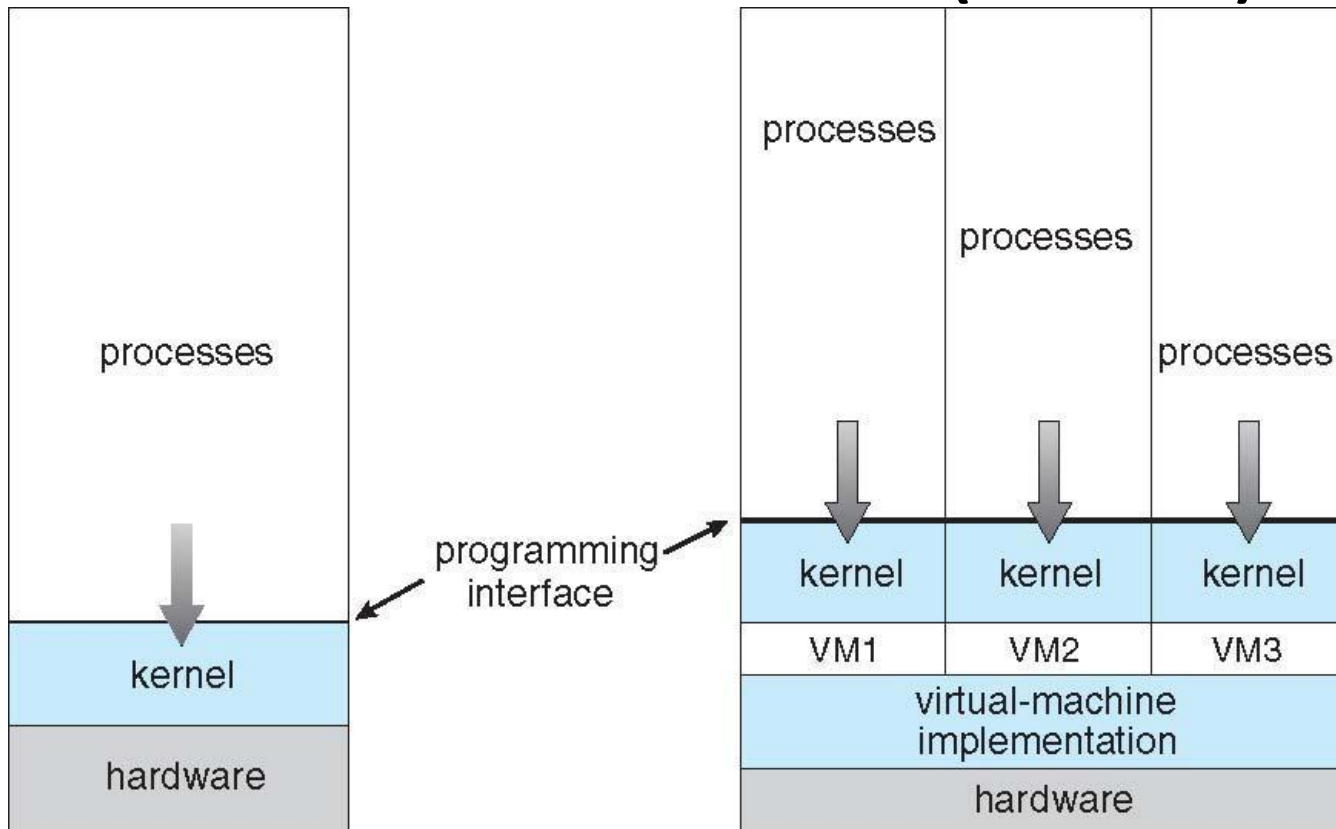 processes
programming
interface
kernel
hardware
processes
processes
processes
kernel kernel kernel
VM1 VM2 VM3
virtual-machine
implementation
hardware